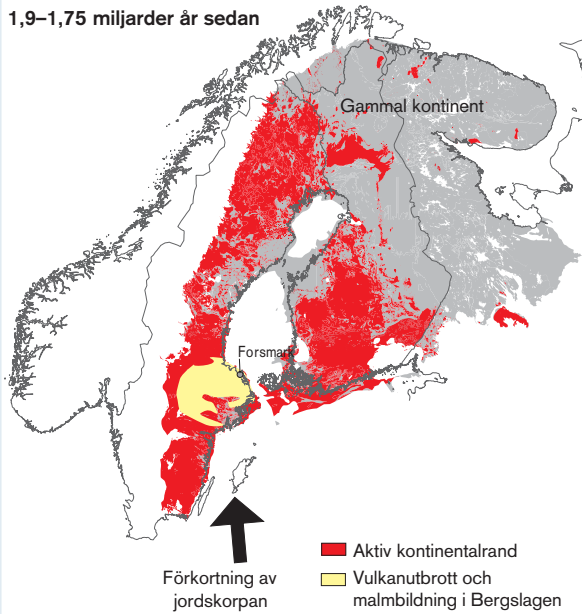 1,9–1,75 miljarder år sedan
Gammal kontinent
Forsmark
Förkortning av
jordskorpan
Aktiv kontinentalrand
Vulkanutbrott och
malmbildning i Bergslagen